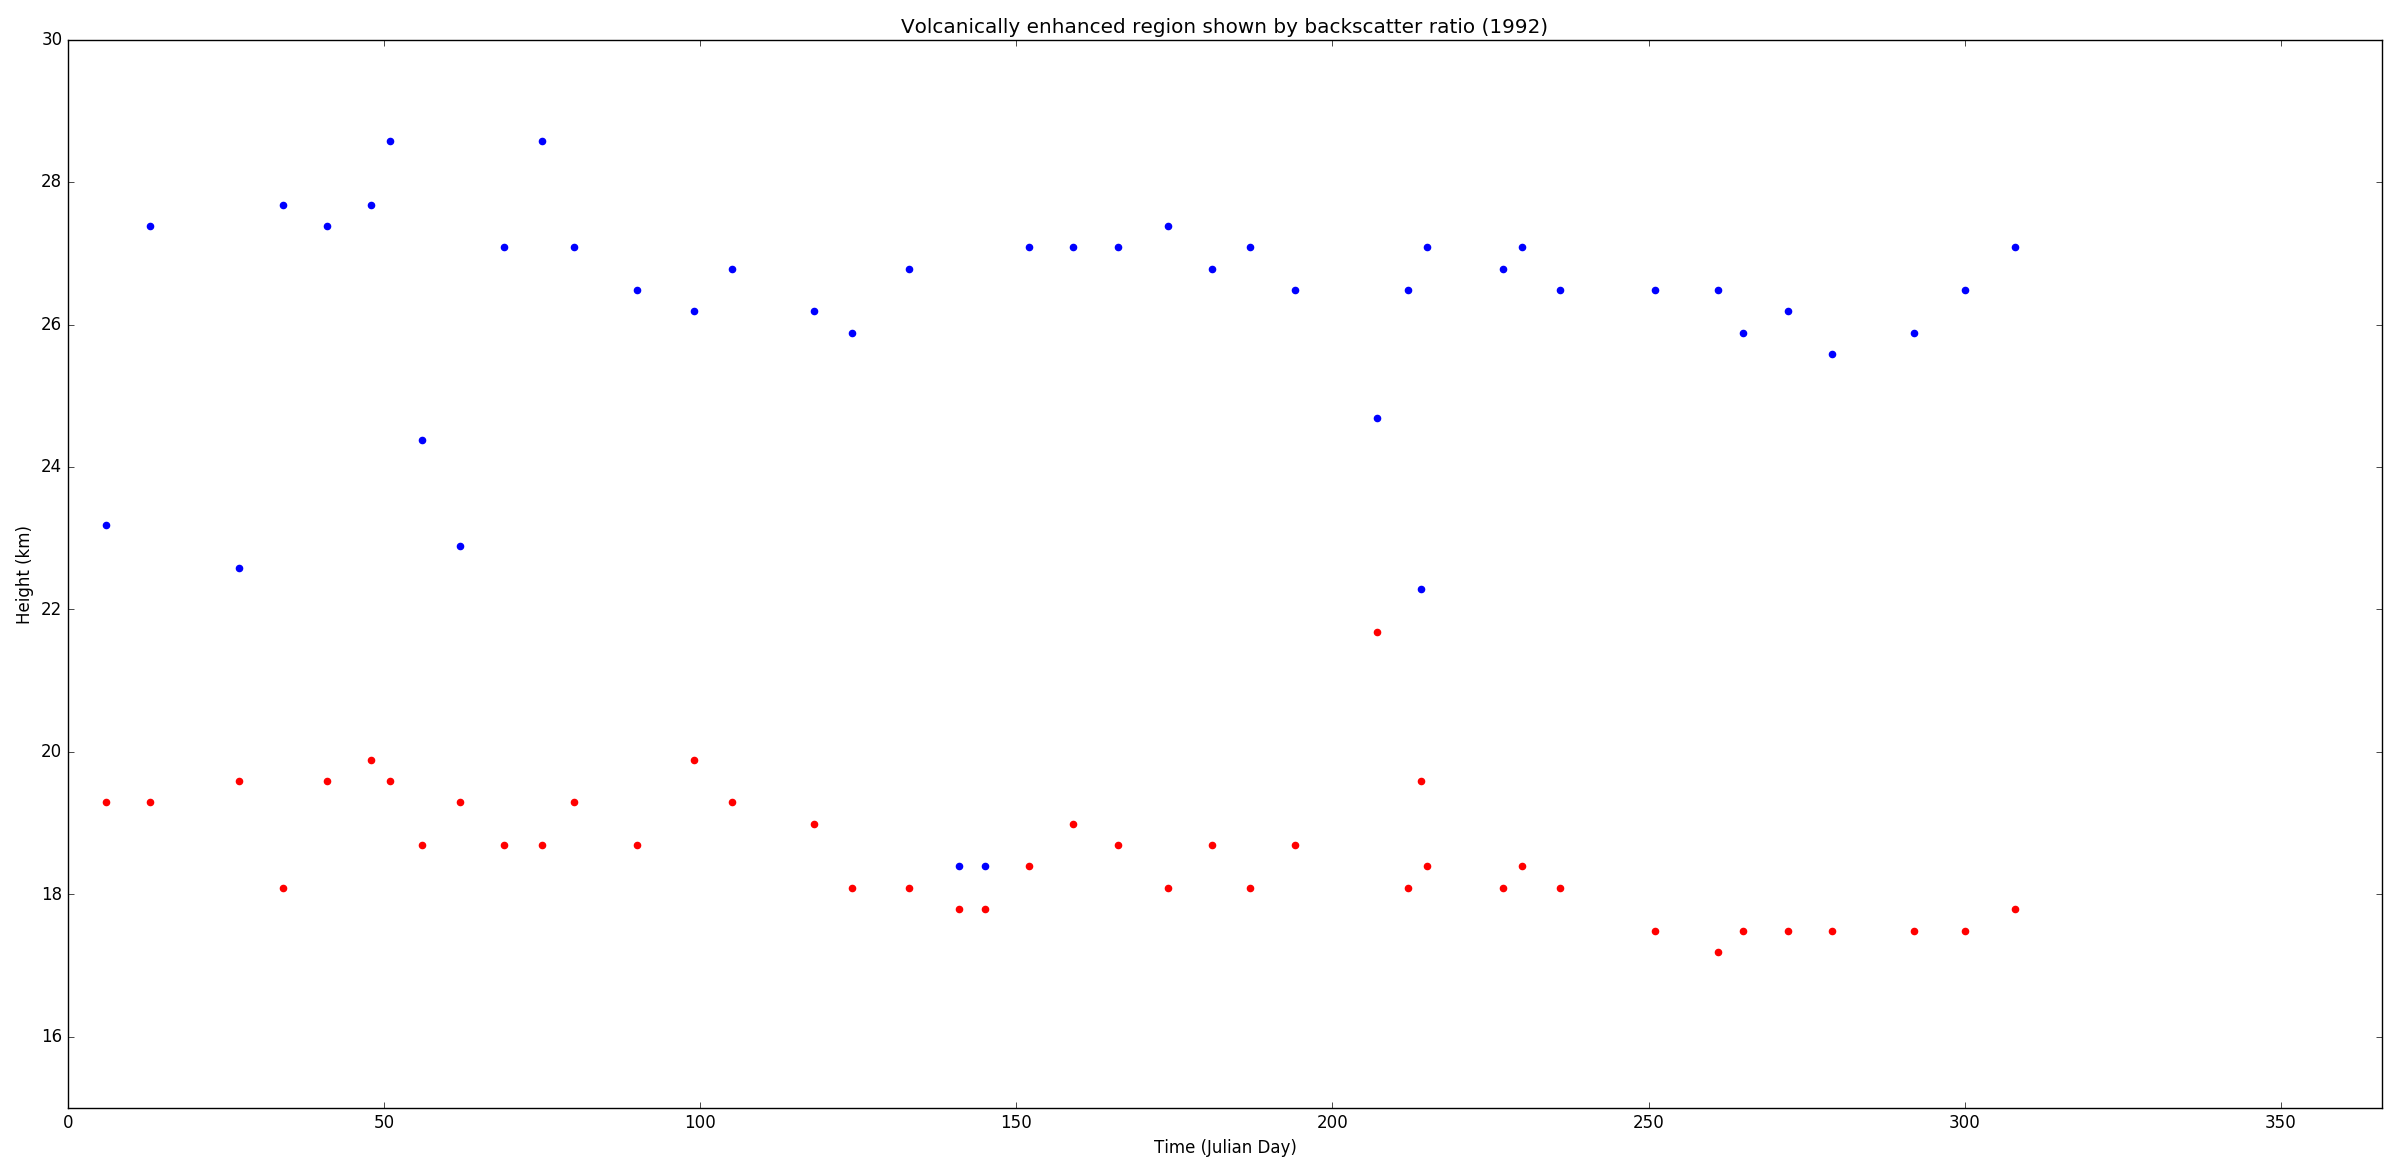 Volcanically enhanced region shown by backscatter ratio (1992)
30
28
26
24
22
20
18
16
Height (km)
0 50 100 150 200 250 300 350
Time (Julian Day)